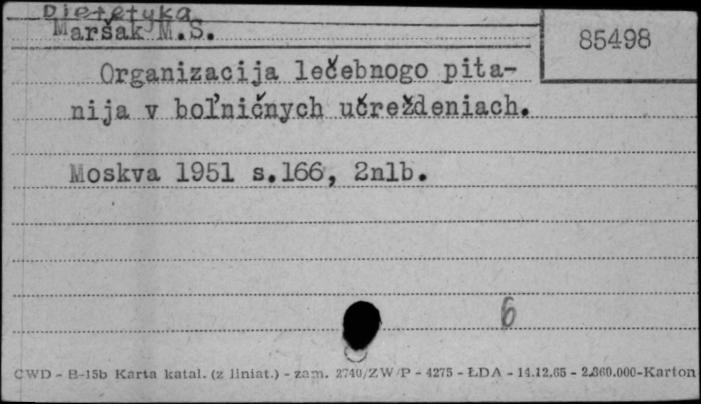 Djetetyka
Maršak M.S.
85498
Organizacija lečebnogo pita-
nija v bol'ničnych učreždeniach.
Moskva 1951 s.166, 2nlb.
6
CWD - B-15b Karta katal. (z liniat.) - zam. 2740/ZW/P - 4275 - ŁDA - 14.12.65 - 2.860.000-Karton